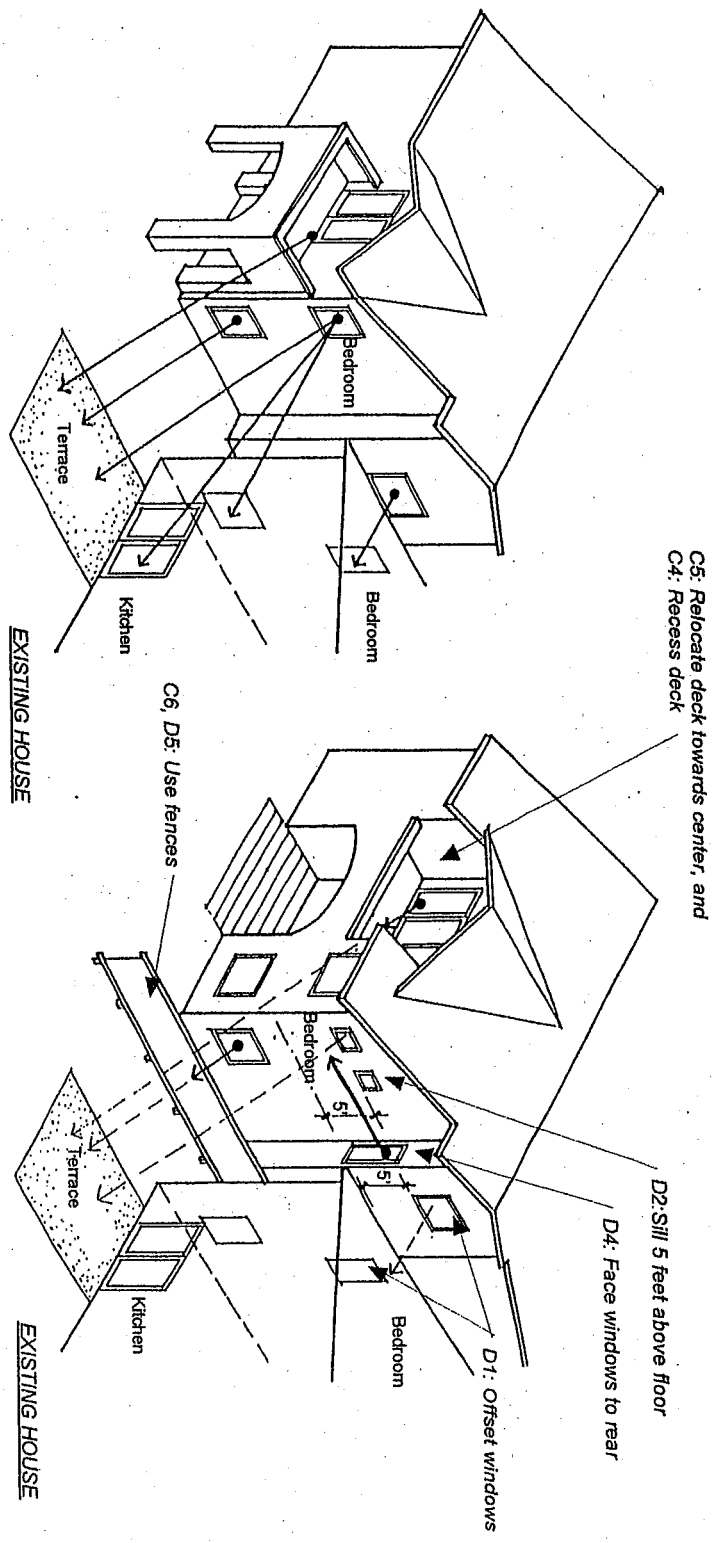 Bedroom
Terrace
Bedroom
Kitchen
EXISTING HOUSE
C5: Relocate deck towards center, and
C4: Recess deck
C6, D5: Use fences
D2:Sill 5 feet above floor
D4: Face windows to rear
D1: Offset windows
Bedroom
5'
5'
Terrace
Bedroom
Kitchen
EXISTING HOUSE